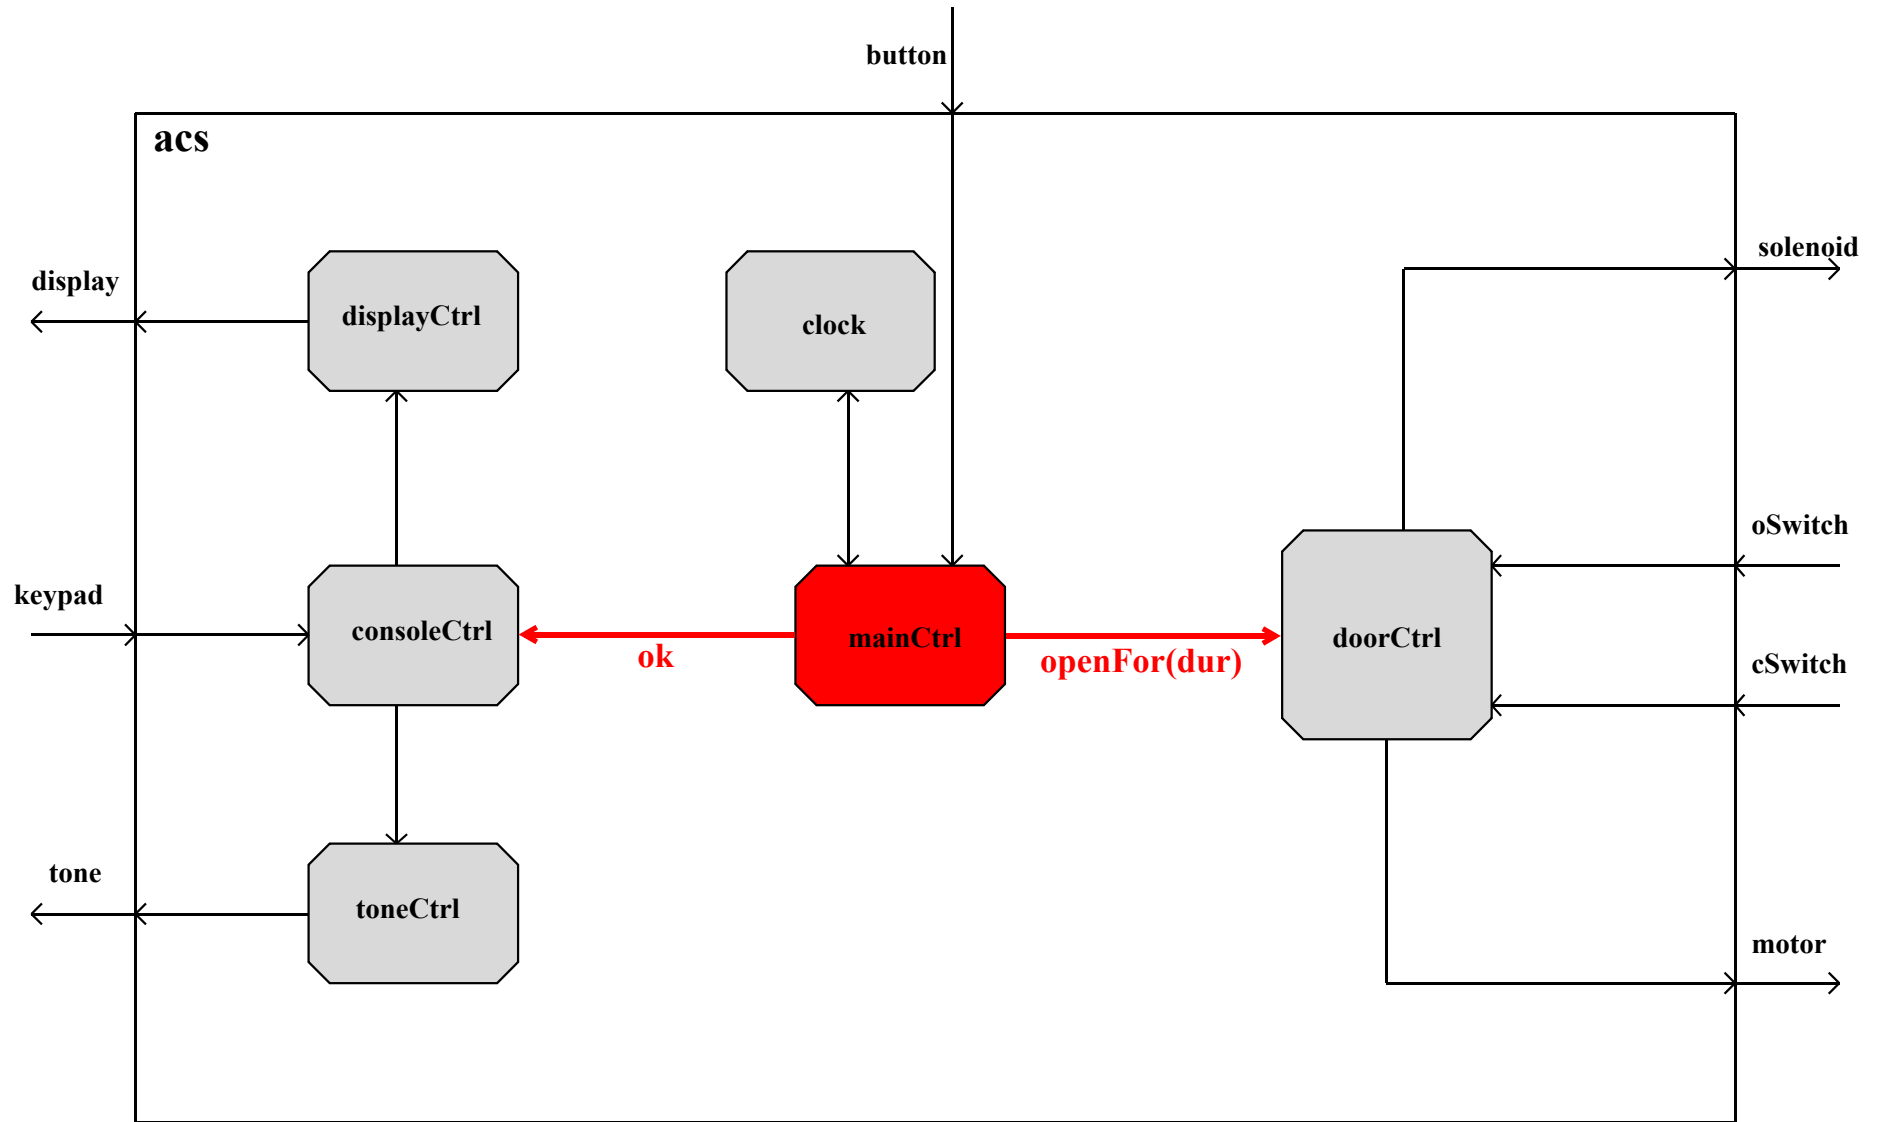 button
acs
solenoid
display
displayCtrl
clock
oSwitch
keypad
consoleCtrl
mainCtrl
doorCtrl
ok
openFor(dur)
cSwitch
tone
toneCtrl
motor